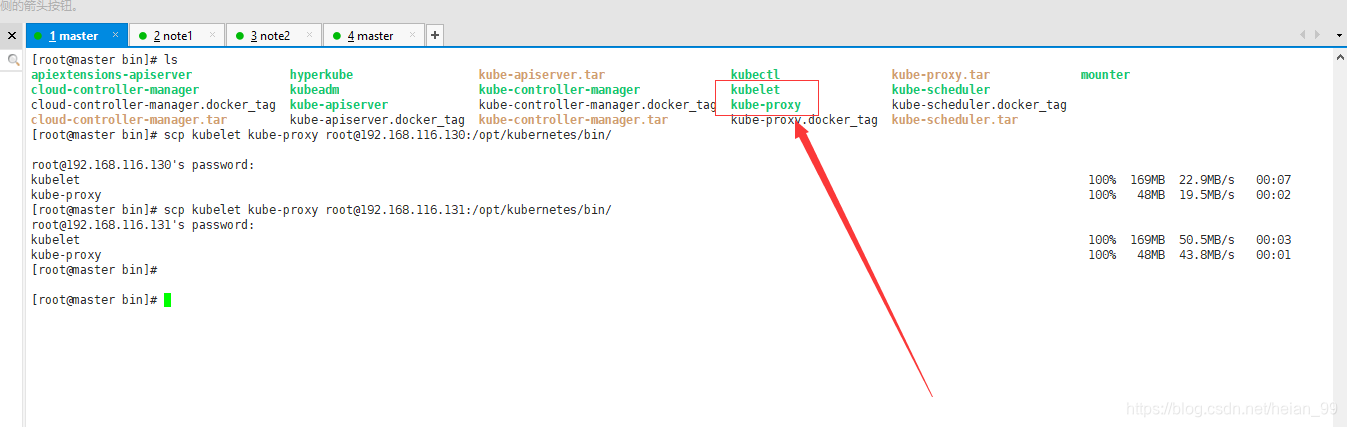 侧的箭头按钮。
1 master 2 note1 3 note2 4 master
[root@master bin]# ls
apiextensions-apiserver hyperkube kube-apiserver.tar kubectl kube-proxy.tar mounter
cloud-controller-manager kubeadm kube-controller-manager kubelet kube-scheduler
cloud-controller-manager.docker_tag kube-apiserver kube-controller-manager.docker_tag kube-proxy kube-scheduler.docker_tag
cloud-controller-manager.tar kube-apiserver.docker_tag kube-controller-manager.tar kube-proxy.docker_tag kube-scheduler.tar
[root@master bin]# scp kubelet kube-proxy root@192.168.116.130:/opt/kubernetes/bin/
root@192.168.116.130's password:
kubelet 100% 169MB 22.9MB/s 00:07
kube-proxy 100% 48MB 19.5MB/s 00:02
[root@master bin]# scp kubelet kube-proxy root@192.168.116.131:/opt/kubernetes/bin/
root@192.168.116.131's password:
kubelet 100% 169MB 50.5MB/s 00:03
kube-proxy 100% 48MB 43.8MB/s 00:01
[root@master bin]#
[root@master bin]#
https://blog.csdn.net/heian_99